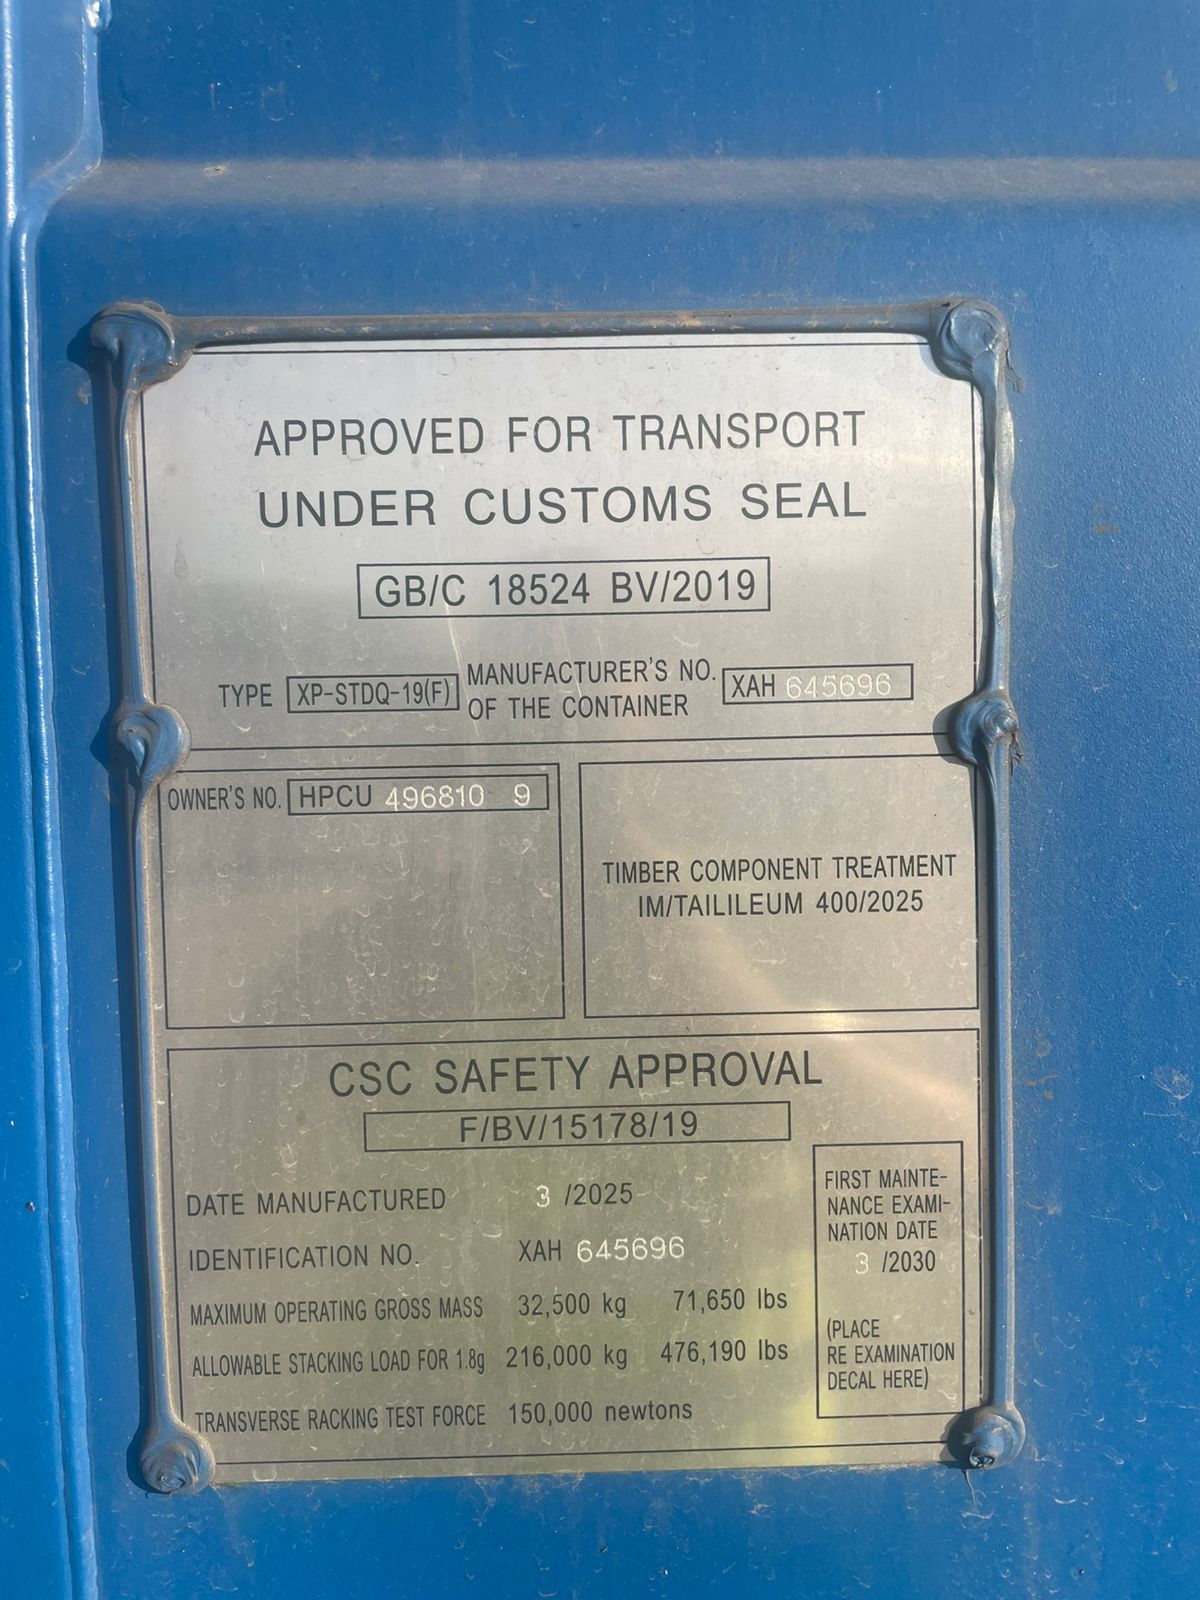 APPROVED FOR TRANSPORT
UNDER CUSTOMS SEAL
GB/C 18524 BV/2019
TYPE XP-STDQ-19(F) MANUFACTURER'S NO. OF THE CONTAINER XAH 645696
OWNER'S NO. HPCU 496810 9
TIMBER COMPONENT TREATMENT
IM/TAILILEUM 400/2025
CSC SAFETY APPROVAL
F/BV/15178/19
DATE MANUFACTURED 3 /2025
IDENTIFICATION NO. XAH 645696
MAXIMUM OPERATING GROSS MASS 32,500 kg 71,650 lbs
ALLOWABLE STACKING LOAD FOR 1.8g 216,000 kg 476,190 lbs
TRANSVERSE RACKING TEST FORCE 150,000 newtons
FIRST MAINTE-
NANCE EXAMI-
NATION DATE
3 /2030
(PLACE
RE EXAMINATION
DECAL HERE)